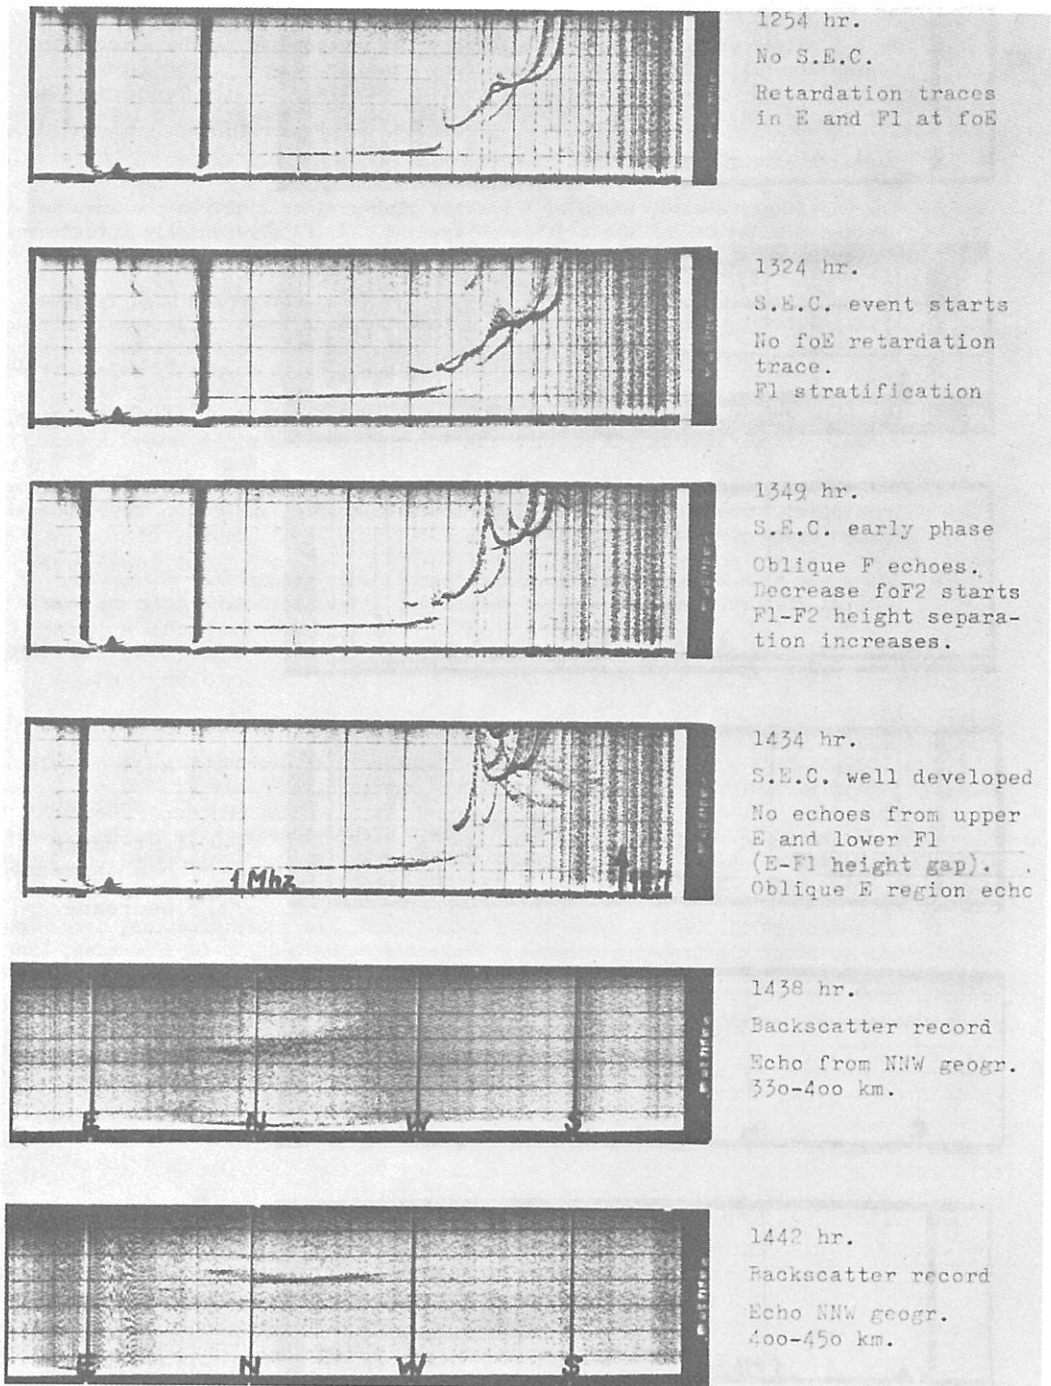 1254 hr.
No S.E.C.
Retardation traces
in E and F1 at foE
1324 hr.
S.E.C. event starts
No foE retardation
trace.
F1 stratification
1349 hr.
S.E.C. early phase
Oblique F echoes.
Decrease foF2 starts
F1-F2 height separa-
tion increases.
1 Mhz
1434 hr.
S.E.C. well developed
No echoes from upper
E and lower F1
(E-F1 height gap).
Oblique E region echo
E N W S
1438 hr.
Backscatter record
Echo from NNW geogr.
33o-4oo km.
E N W S
1442 hr.
Backscatter record
Echo NNW geogr.
4oo-45o km.